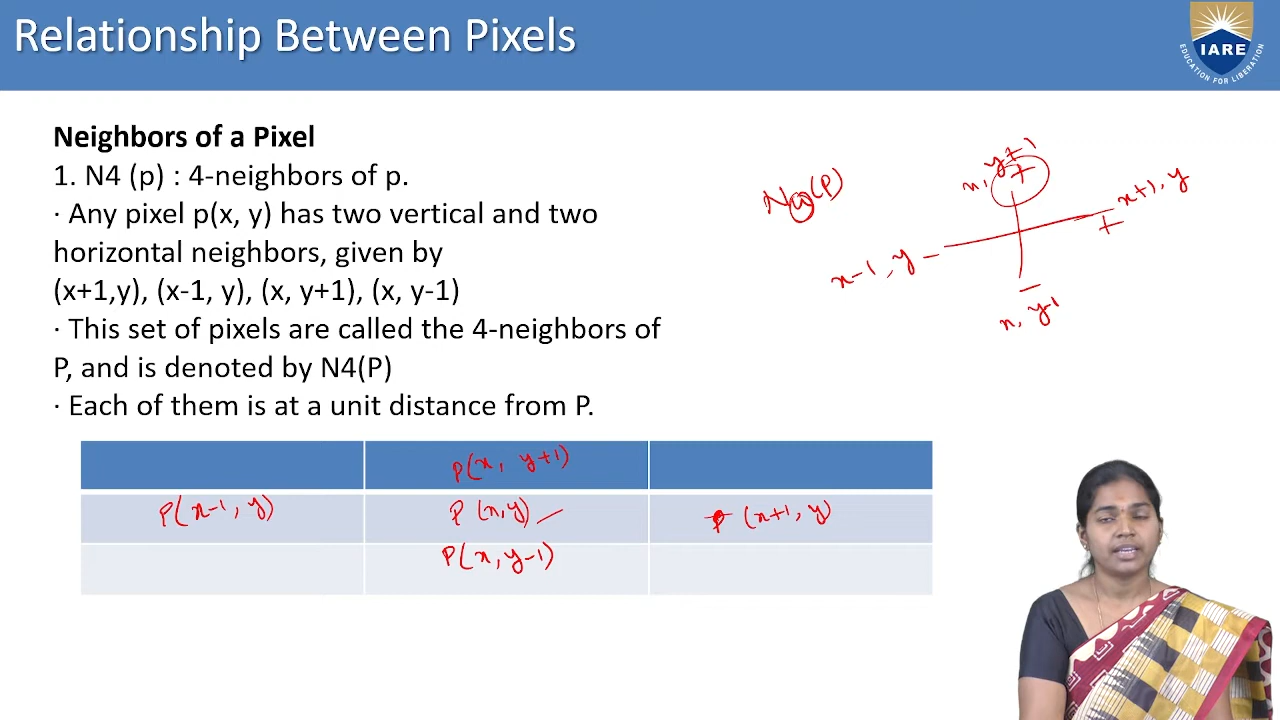 Relationship Between Pixels
IARE
EDUCATION FOR LIBERATION
Neighbors of a Pixel
1. N4 (p) : 4-neighbors of p.
· Any pixel p(x, y) has two vertical and two
horizontal neighbors, given by
(x+1,y), (x-1, y), (x, y+1), (x, y-1)
· This set of pixels are called the 4-neighbors of
P, and is denoted by N4(P)
· Each of them is at a unit distance from P.
N4(P)
x, y+1
+
x+1, y
+
x-1, y –
–
x, y-1
P(x, y+1)
P(x-1, y) P(x,y) P(x+1, y)
P(x, y-1)